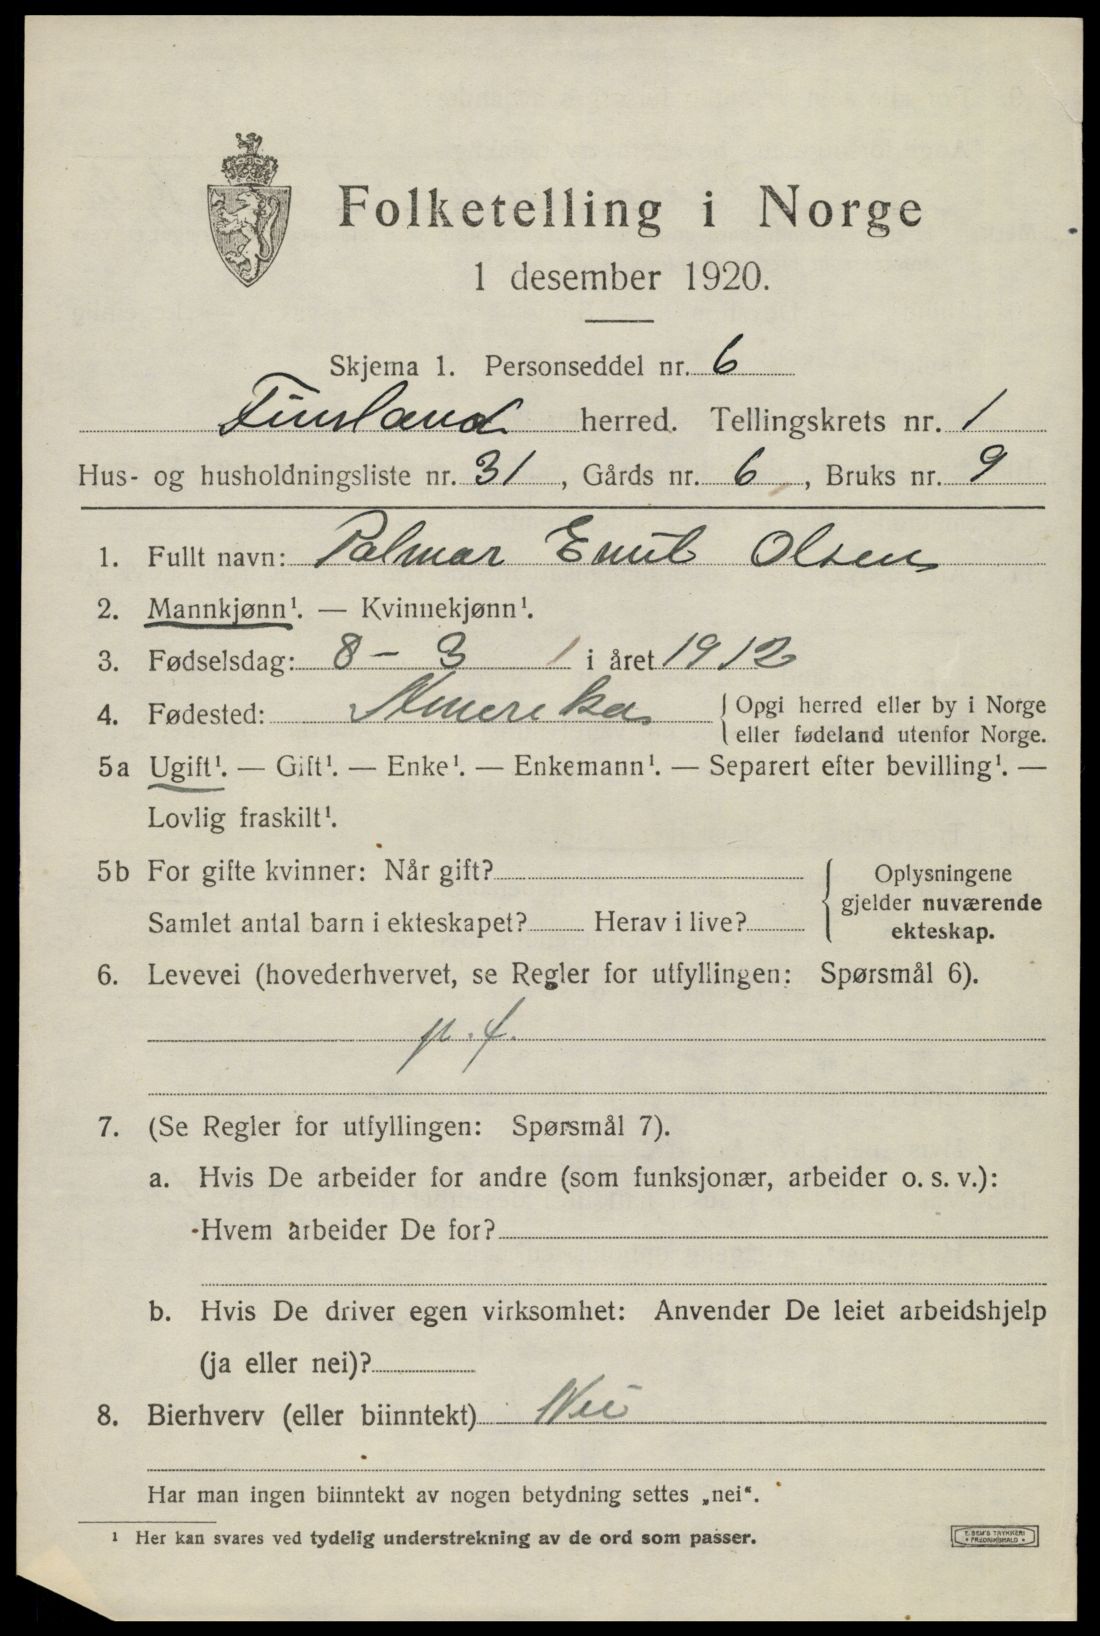 Folketelling i Norge
1 desember 1920.
Skjema 1. Personseddel nr. 6
Finsland herred. Tellingskrets nr. 1
Hus- og husholdningsliste nr. 31, Gårds nr. 6, Bruks nr. 9
1. Fullt navn: Palmar Emil Olsen
2. Mannkjønn¹. — Kvinnekjønn¹.
3. Fødselsdag: 8 - 3 i året 1912
4. Fødested: Amerika { Opgi herred eller by i Norge
eller fødeland utenfor Norge.
5a Ugift¹. — Gift¹. — Enke¹. — Enkemann¹. — Separert efter bevilling¹. —
Lovlig fraskilt¹.
5b For gifte kvinner: Når gift?
Samlet antal barn i ekteskapet? Herav i live?
{ Oplysningene
gjelder nuværende
ekteskap.
6. Levevei (hovederhvervet, se Regler for utfyllingen: Spørsmål 6).
p. f.
7. (Se Regler for utfyllingen: Spørsmål 7).
a. Hvis De arbeider for andre (som funksjonær, arbeider o. s. v.):
Hvem arbeider De for?
b. Hvis De driver egen virksomhet: Anvender De leiet arbeidshjelp
(ja eller nei)?
8. Bierhverv (eller biinntekt) Nei
Har man ingen biinntekt av nogen betydning settes „nei“.
¹ Her kan svares ved tydelig understrekning av de ord som passer.
E. SEM'S TRYKKERI
• FREDRIKSHALD •